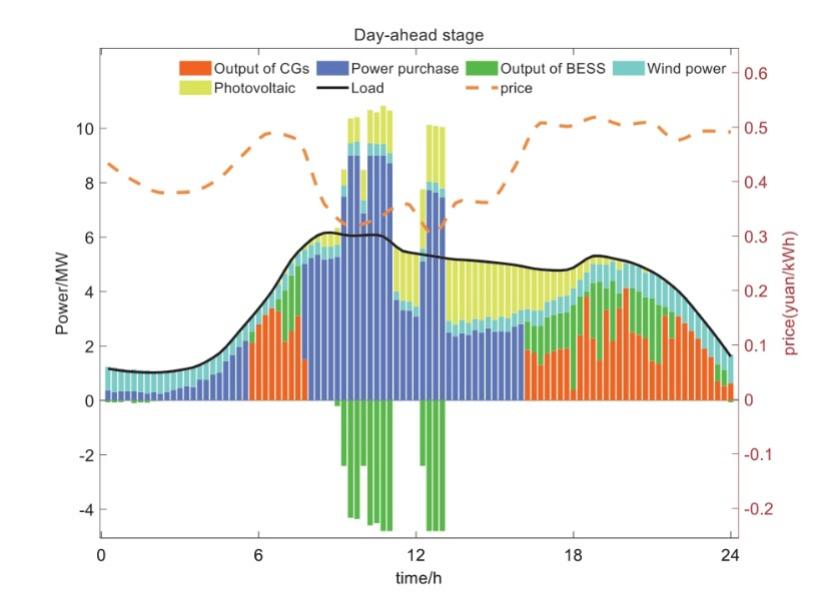 Day-ahead stage
Output of CGs Power purchase Output of BESS Wind power
Photovoltaic Load price
10
8
6
4
2
0
-2
-4
Power/MW
0.6
0.5
0.4
0.3
0.2
0.1
0
-0.1
-0.2
price(yuan/kWh)
0 6 12 18 24
time/h